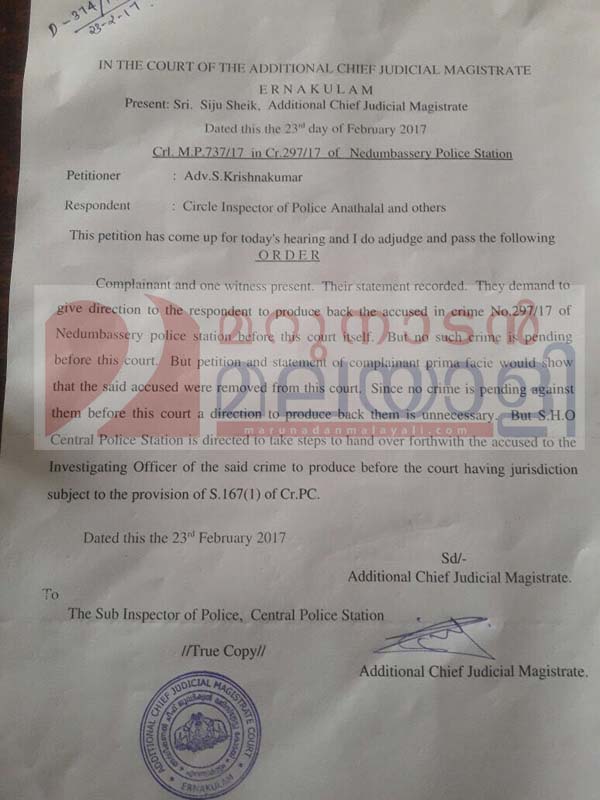 D-374/17
23-2-17
IN THE COURT OF THE ADDITIONAL CHIEF JUDICIAL MAGISTRATE
ERNAKULAM
Present: Sri. Siju Sheik, Additional Chief Judicial Magistrate
Dated this the 23rd day of February 2017
Crl. M.P.737/17 in Cr.297/17 of Nedumbassery Police Station
Petitioner : Adv.S.Krishnakumar
Respondent : Circle Inspector of Police Anathalal and others
This petition has come up for today's hearing and I do adjudge and pass the following
ORDER
Complainant and one witness present. Their statement recorded. They demand to
give direction to the respondent to produce back the accused in crime No.297/17 of
Nedumbassery police station before this court itself. But no such crime is pending
before this court. But petition and statement of complainant prima facie would show
that the said accused were removed from this court. Since no crime is pending against
them before this court a direction to produce back them is unnecessary. But S.H.O
Central Police Station is directed to take steps to hand over forthwith the accused to the
Investigating Officer of the said crime to produce before the court having jurisdiction
subject to the provision of S.167(1) of Cr.PC.
മറുനാടൻ
മലയാളി
marunadanmalayali.com
Dated this the 23rd February 2017
Sd/-
Additional Chief Judicial Magistrate.
To
The Sub Inspector of Police, Central Police Station
//True Copy//
Additional Chief Judicial Magistrate.
ADDITIONAL CHIEF JUDICIAL MAGISTRATE COURT
ERNAKULAM